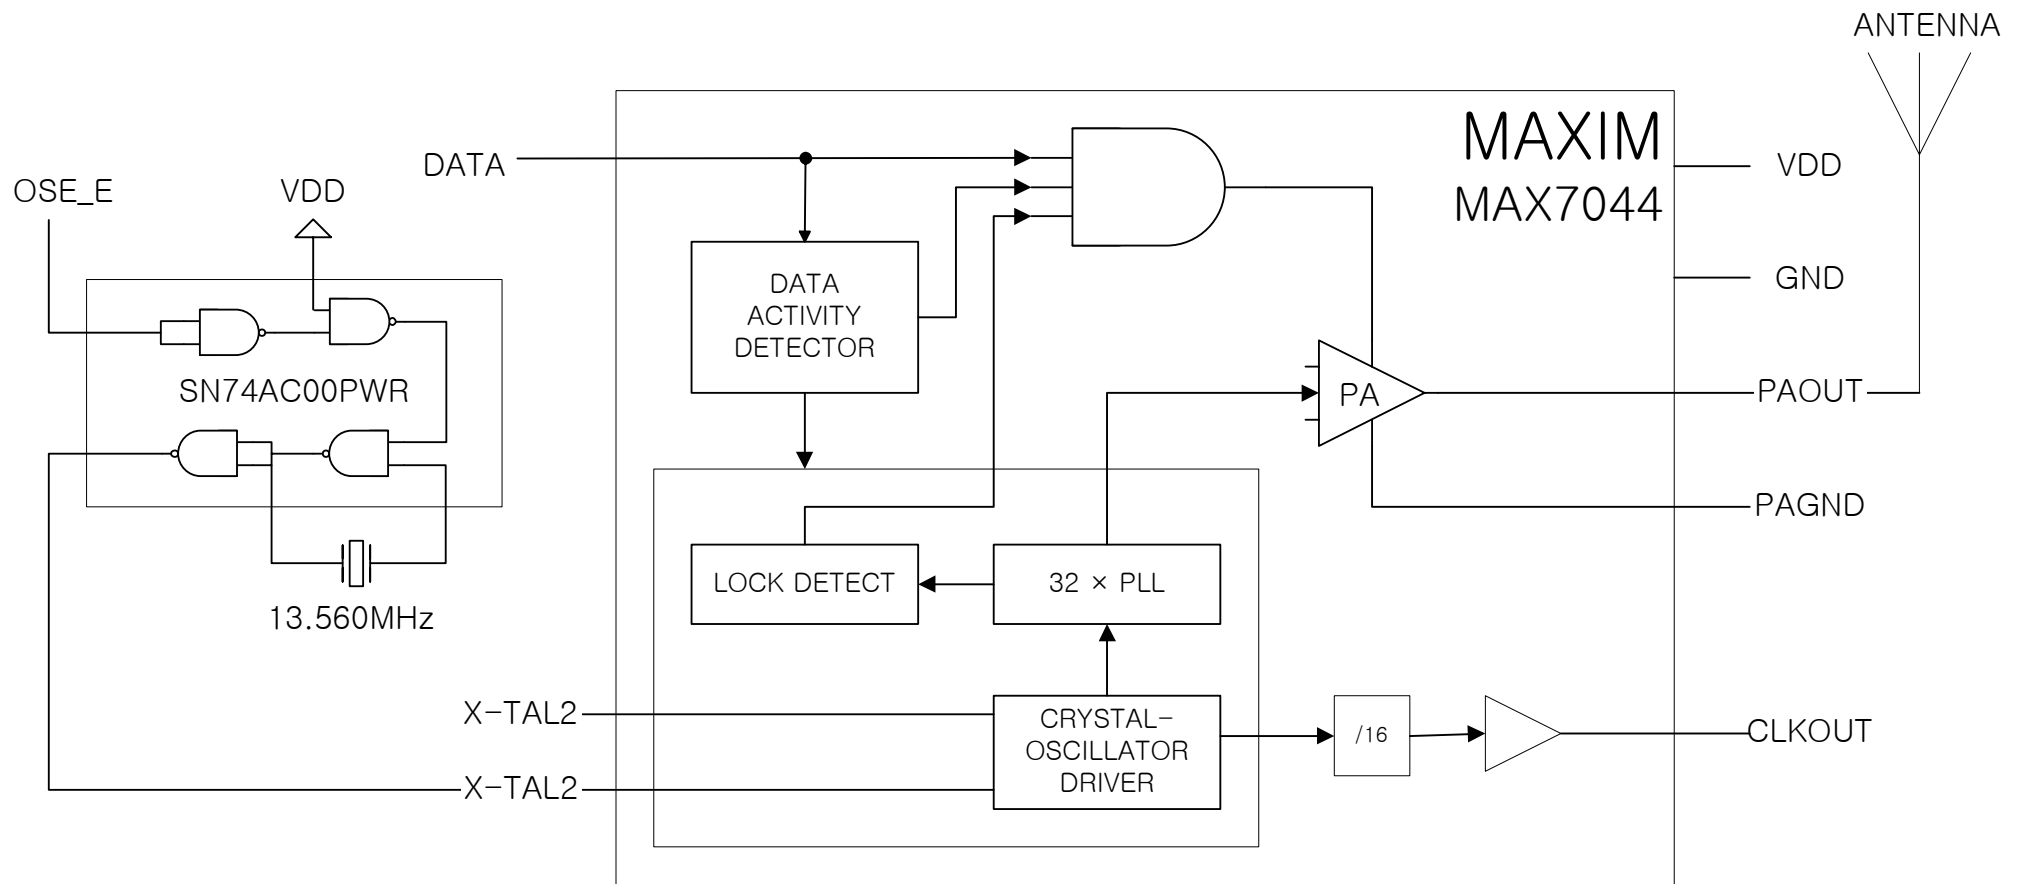 ANTENNA
MAXIM
MAX7044
DATA
VDD
OSE_E
VDD
GND
DATA
ACTIVITY
DETECTOR
SN74AC00PWR
PA
PAOUT
PAGND
LOCK DETECT
32 × PLL
13.560MHz
X-TAL2
CRYSTAL-
OSCILLATOR
DRIVER
/16
CLKOUT
X-TAL2